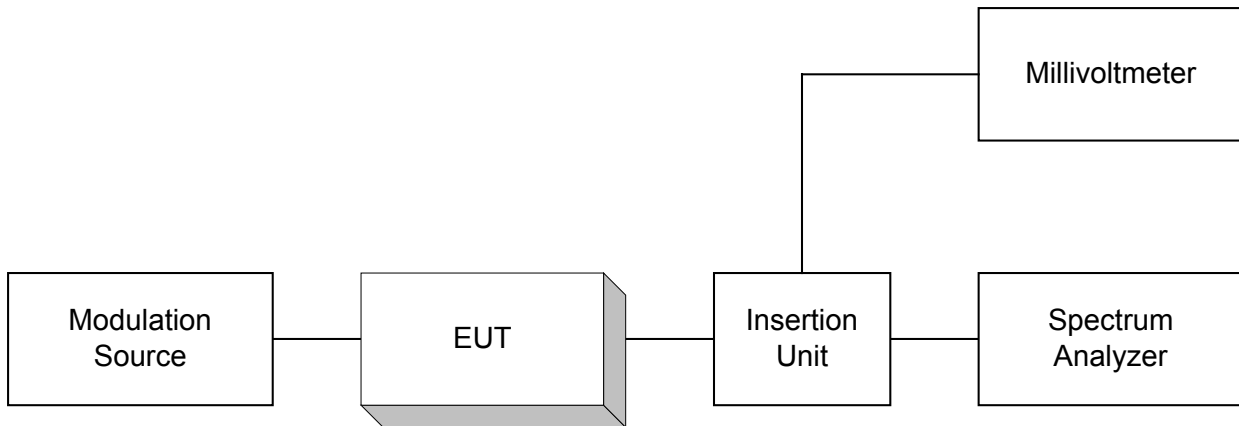 Millivoltmeter
Modulation
Source
EUT
Insertion
Unit
Spectrum
Analyzer